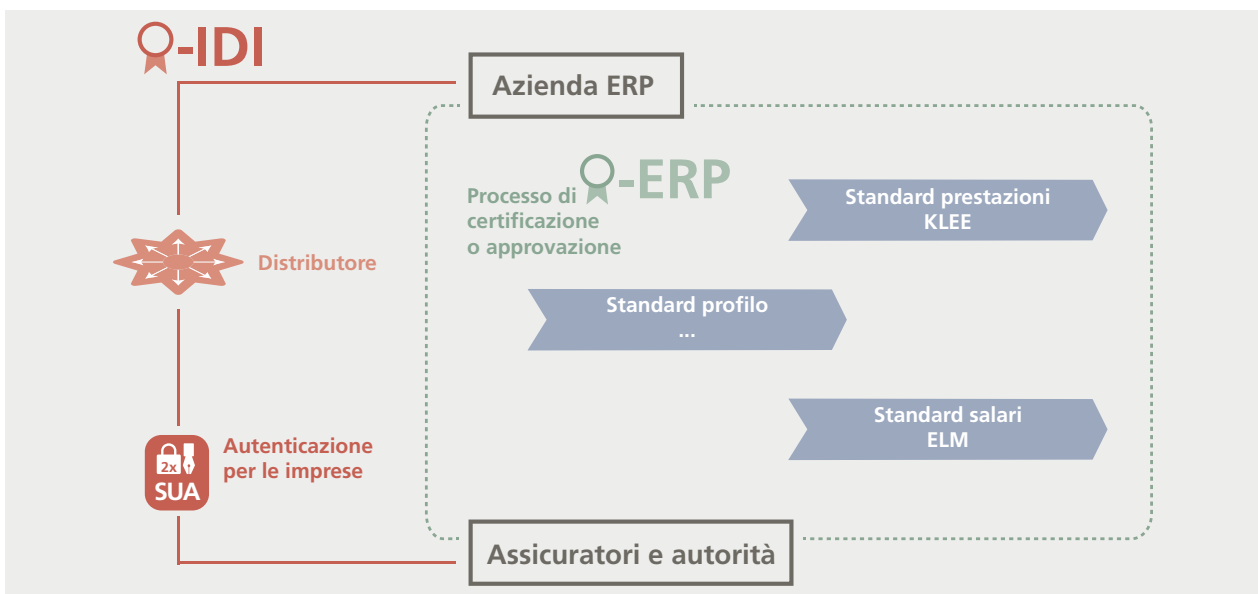 -IDI
Azienda ERP
-ERP
Processo di
certificazione
o approvazione
Standard prestazioni
KLEE
Distributore
Standard profilo
...
Standard salari
ELM
Autenticazione
per le imprese
2x
SUA
Assicuratori e autorità